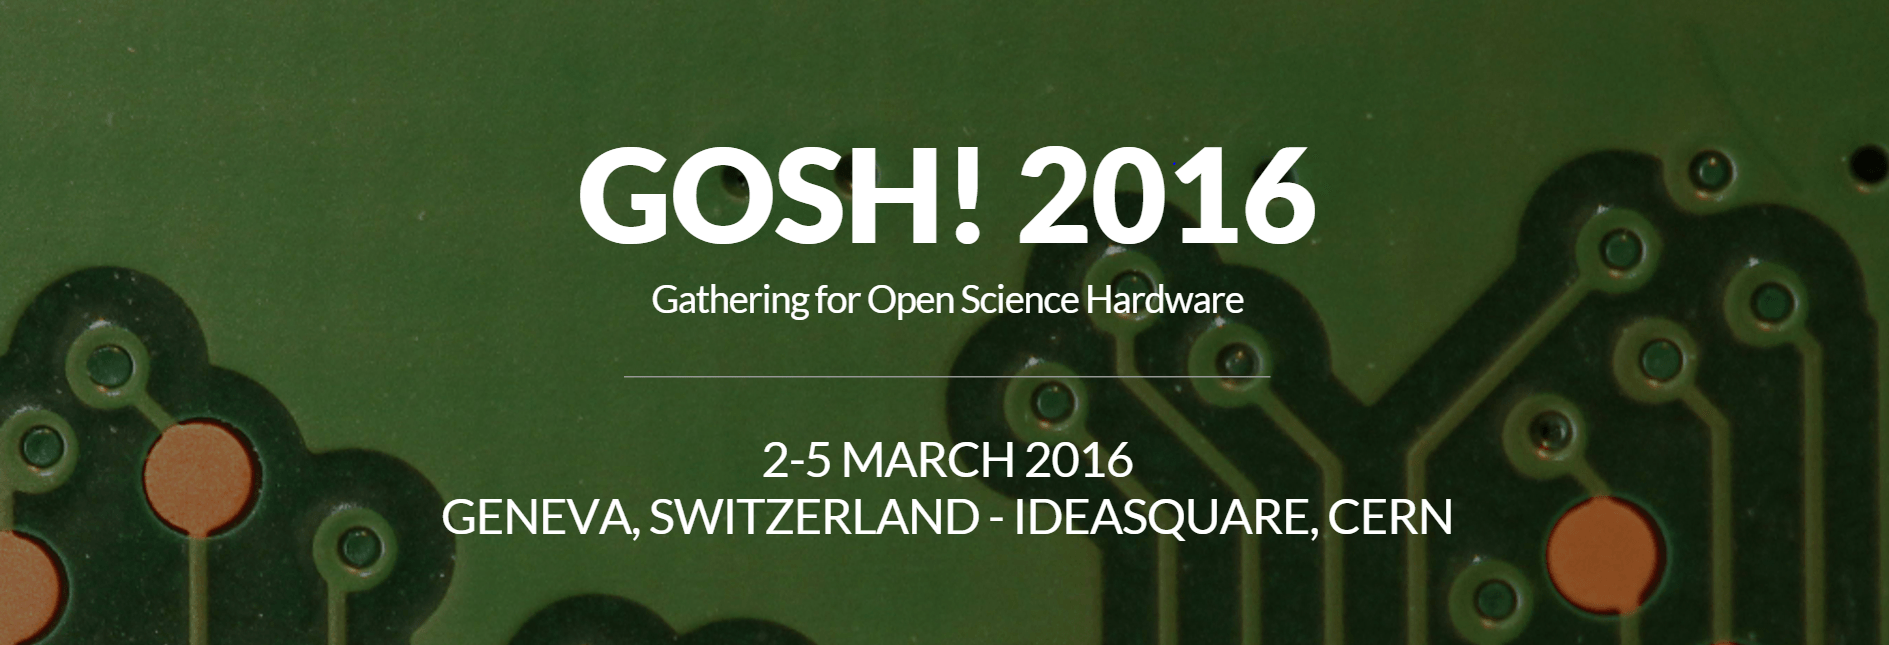 GOSH! 2016
Gathering for Open Science Hardware
2-5 MARCH 2016
GENEVA, SWITZERLAND - IDEASQUARE, CERN